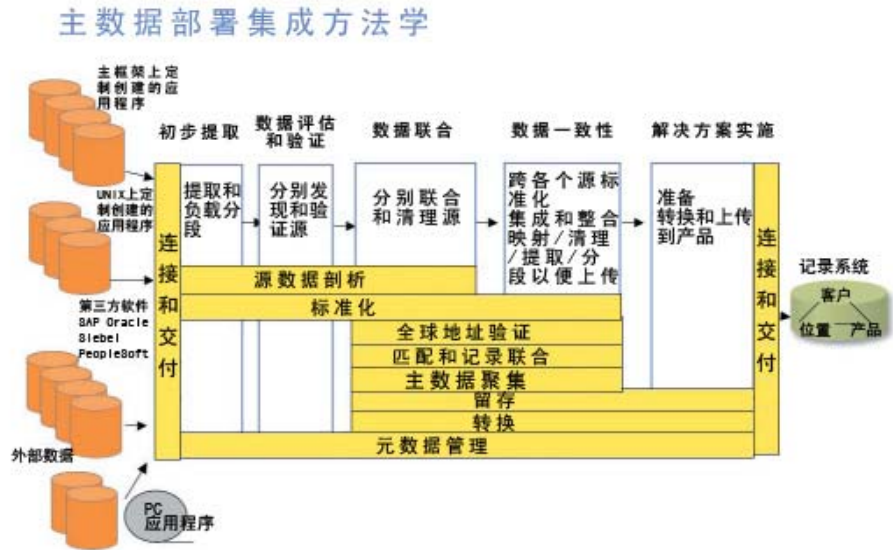 主数据部署集成方法学
主框架上定
制创建的应
用程序
初步提取
数据评估
和验证
数据联合
数据一致性
解决方案实施
UNIX上定
制创建的
应用程序
连接和交付
提取和
负载分
段
分别发
现和验
证源
分别联合
和清理源
跨各个源标
准化
集成和整合
映射/清理
/提取/分
段以便上传
准备
转换和上传
到产品
连接和交付
源数据剖析
标准化
全球地址验证
匹配和记录联合
主数据聚集
留存
转换
元数据管理
第三方软件
SAP Oracle
Siebel
PeopleSoft
外部数据
PC
应用程序
记录系统
客户
位置
产品